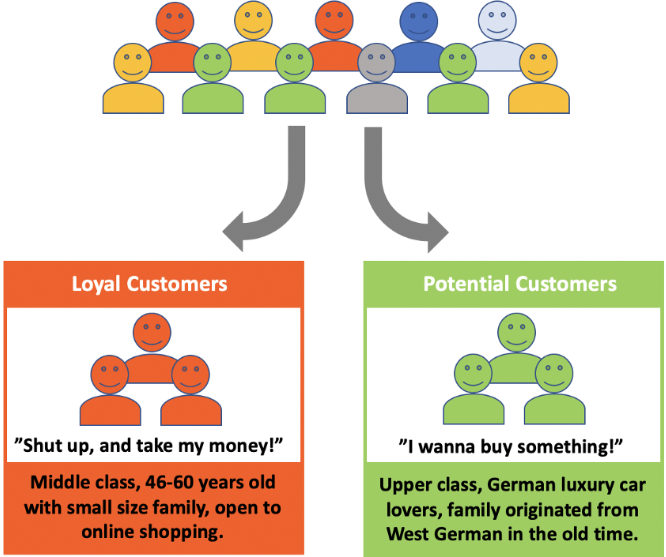 Loyal Customers
”Shut up, and take my money!”
Middle class, 46-60 years old
with small size family, open to
online shopping.
Potential Customers
”I wanna buy something!”
Upper class, German luxury car
lovers, family originated from
West German in the old time.